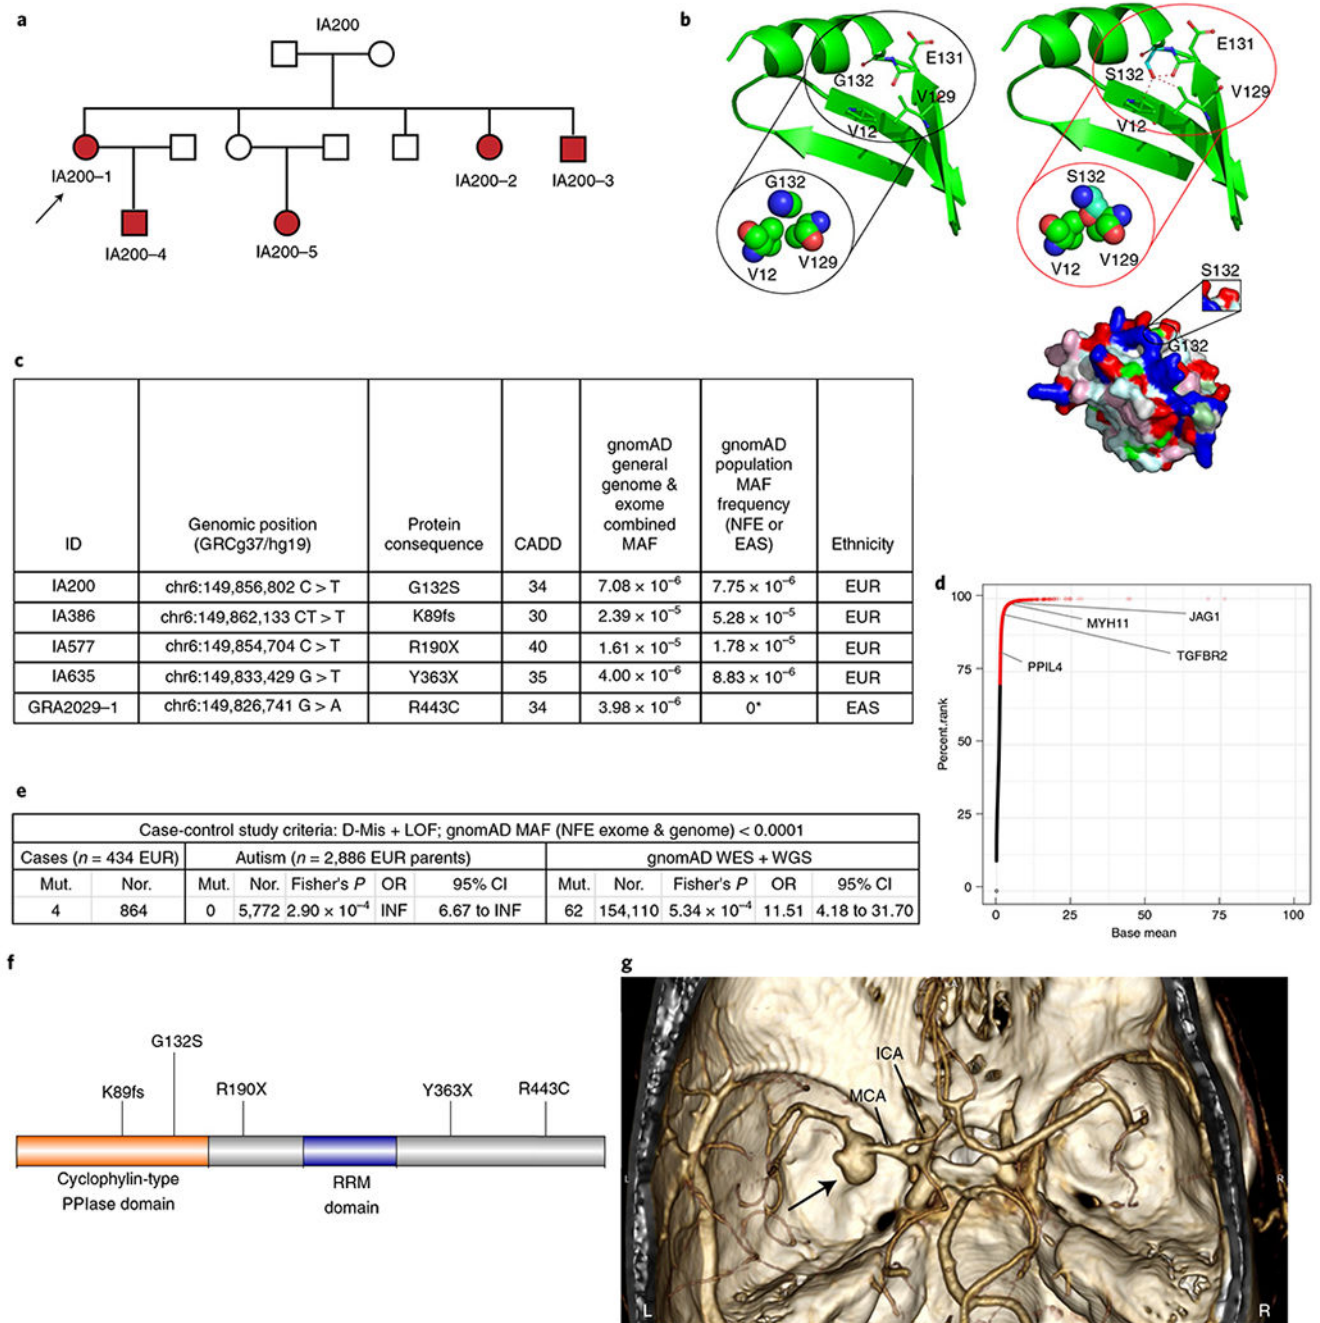 a
IA200
IA200–1
IA200–2
IA200–3
IA200–4
IA200–5
b
E131
G132
V129
V12
G132
V12
V129
E131
S132
V129
V12
S132
V12
V129
S132
G132
c
ID
Genomic position
(GRCg37/hg19)
Protein
consequence
CADD
gnomAD
general
genome &
exome
combined
MAF
gnomAD
population
MAF
frequency
(NFE or
EAS)
Ethnicity
IA200 chr6:149,856,802 C > T G132S 34 7.08 × 10⁻⁶ 7.75 × 10⁻⁶ EUR
IA386 chr6:149,862,133 CT > T K89fs 30 2.39 × 10⁻⁵ 5.28 × 10⁻⁵ EUR
IA577 chr6:149,854,704 C > T R190X 40 1.61 × 10⁻⁵ 1.78 × 10⁻⁵ EUR
IA635 chr6:149,833,429 G > T Y363X 35 4.00 × 10⁻⁶ 8.83 × 10⁻⁶ EUR
GRA2029–1 chr6:149,826,741 G > A R443C 34 3.98 × 10⁻⁶ 0* EAS
d
100
75
50
25
0
Percent.rank
JAG1
MYH11
TGFBR2
PPIL4
0 25 50 75 100
Base mean
e
Case-control study criteria: D-Mis + LOF; gnomAD MAF (NFE exome & genome) < 0.0001
Cases (n = 434 EUR) Autism (n = 2,886 EUR parents) gnomAD WES + WGS
Mut. Nor. Mut. Nor. Fisher's P OR 95% CI Mut. Nor. Fisher's P OR 95% CI
4 864 0 5,772 2.90 × 10⁻⁴ INF 6.67 to INF 62 154,110 5.34 × 10⁻⁴ 11.51 4.18 to 31.70
f
G132S
K89fs
R190X
Y363X
R443C
Cyclophylin-type
PPIase domain
RRM
domain
g
ICA
MCA
L
R
L
R